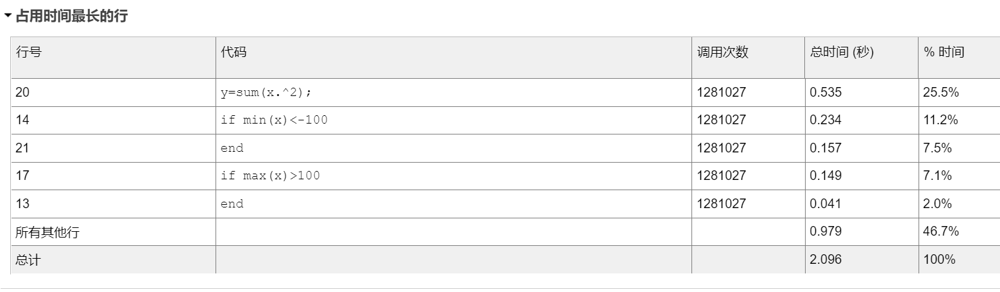 占用时间最长的行
行号 代码 调用次数 总时间 (秒) % 时间
20 y=sum(x.^2); 1281027 0.535 25.5%
14 if min(x)<-100 1281027 0.234 11.2%
21 end 1281027 0.157 7.5%
17 if max(x)>100 1281027 0.149 7.1%
13 end 1281027 0.041 2.0%
所有其他行 0.979 46.7%
总计 2.096 100%